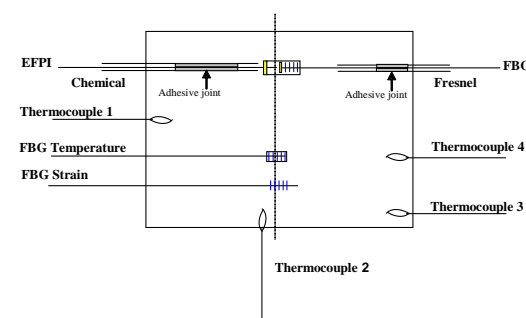 EFPI
FBG
Chemical
Fresnel
Adhesive joint
Adhesive joint
Thermocouple 1
Thermocouple 4
FBG Temperature
FBG Strain
Thermocouple 3
Thermocouple 2